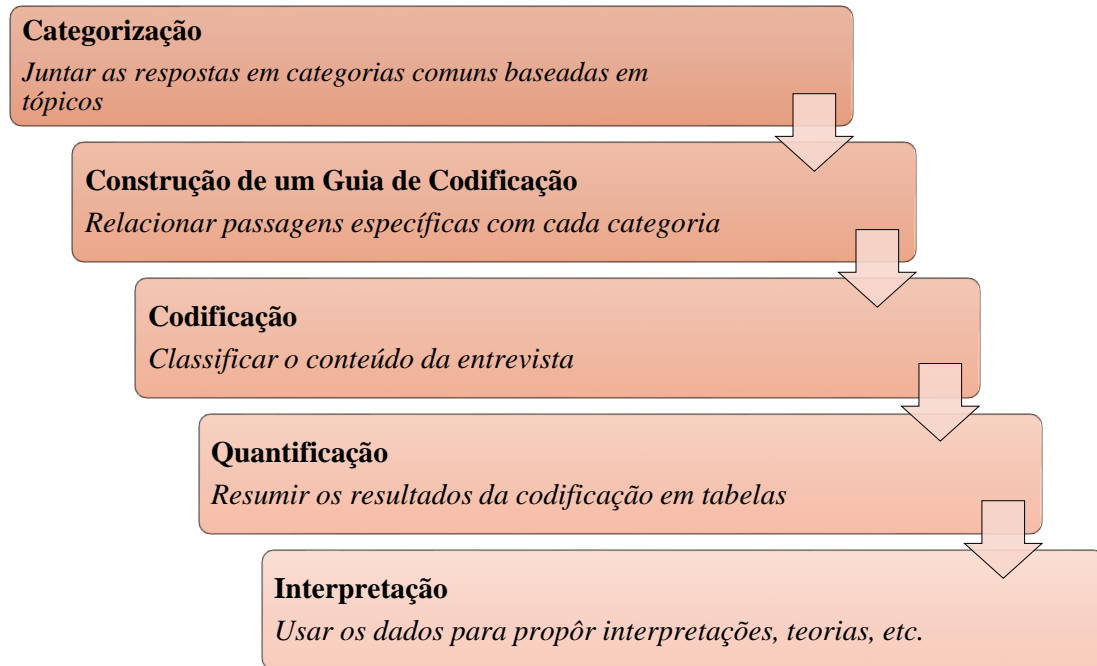 Categorização
Juntar as respostas em categorias comuns baseadas em
tópicos
Construção de um Guia de Codificação
Relacionar passagens específicas com cada categoria
Codificação
Classificar o conteúdo da entrevista
Quantificação
Resumir os resultados da codificação em tabelas
Interpretação
Usar os dados para propôr interpretações, teorias, etc.